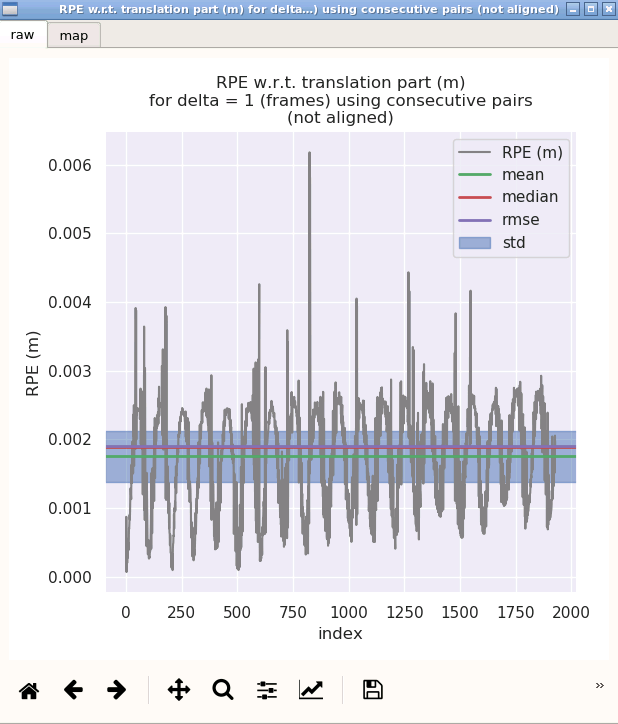 RPE w.r.t. translation part (m) for delta...) using consecutive pairs (not aligned)
raw map
RPE w.r.t. translation part (m)
for delta = 1 (frames) using consecutive pairs
(not aligned)
RPE (m)
mean
median
rmse
std
0.006
0.005
0.004
0.003
0.002
0.001
0.000
RPE (m)
0 250 500 750 1000 1250 1500 1750 2000
index
»